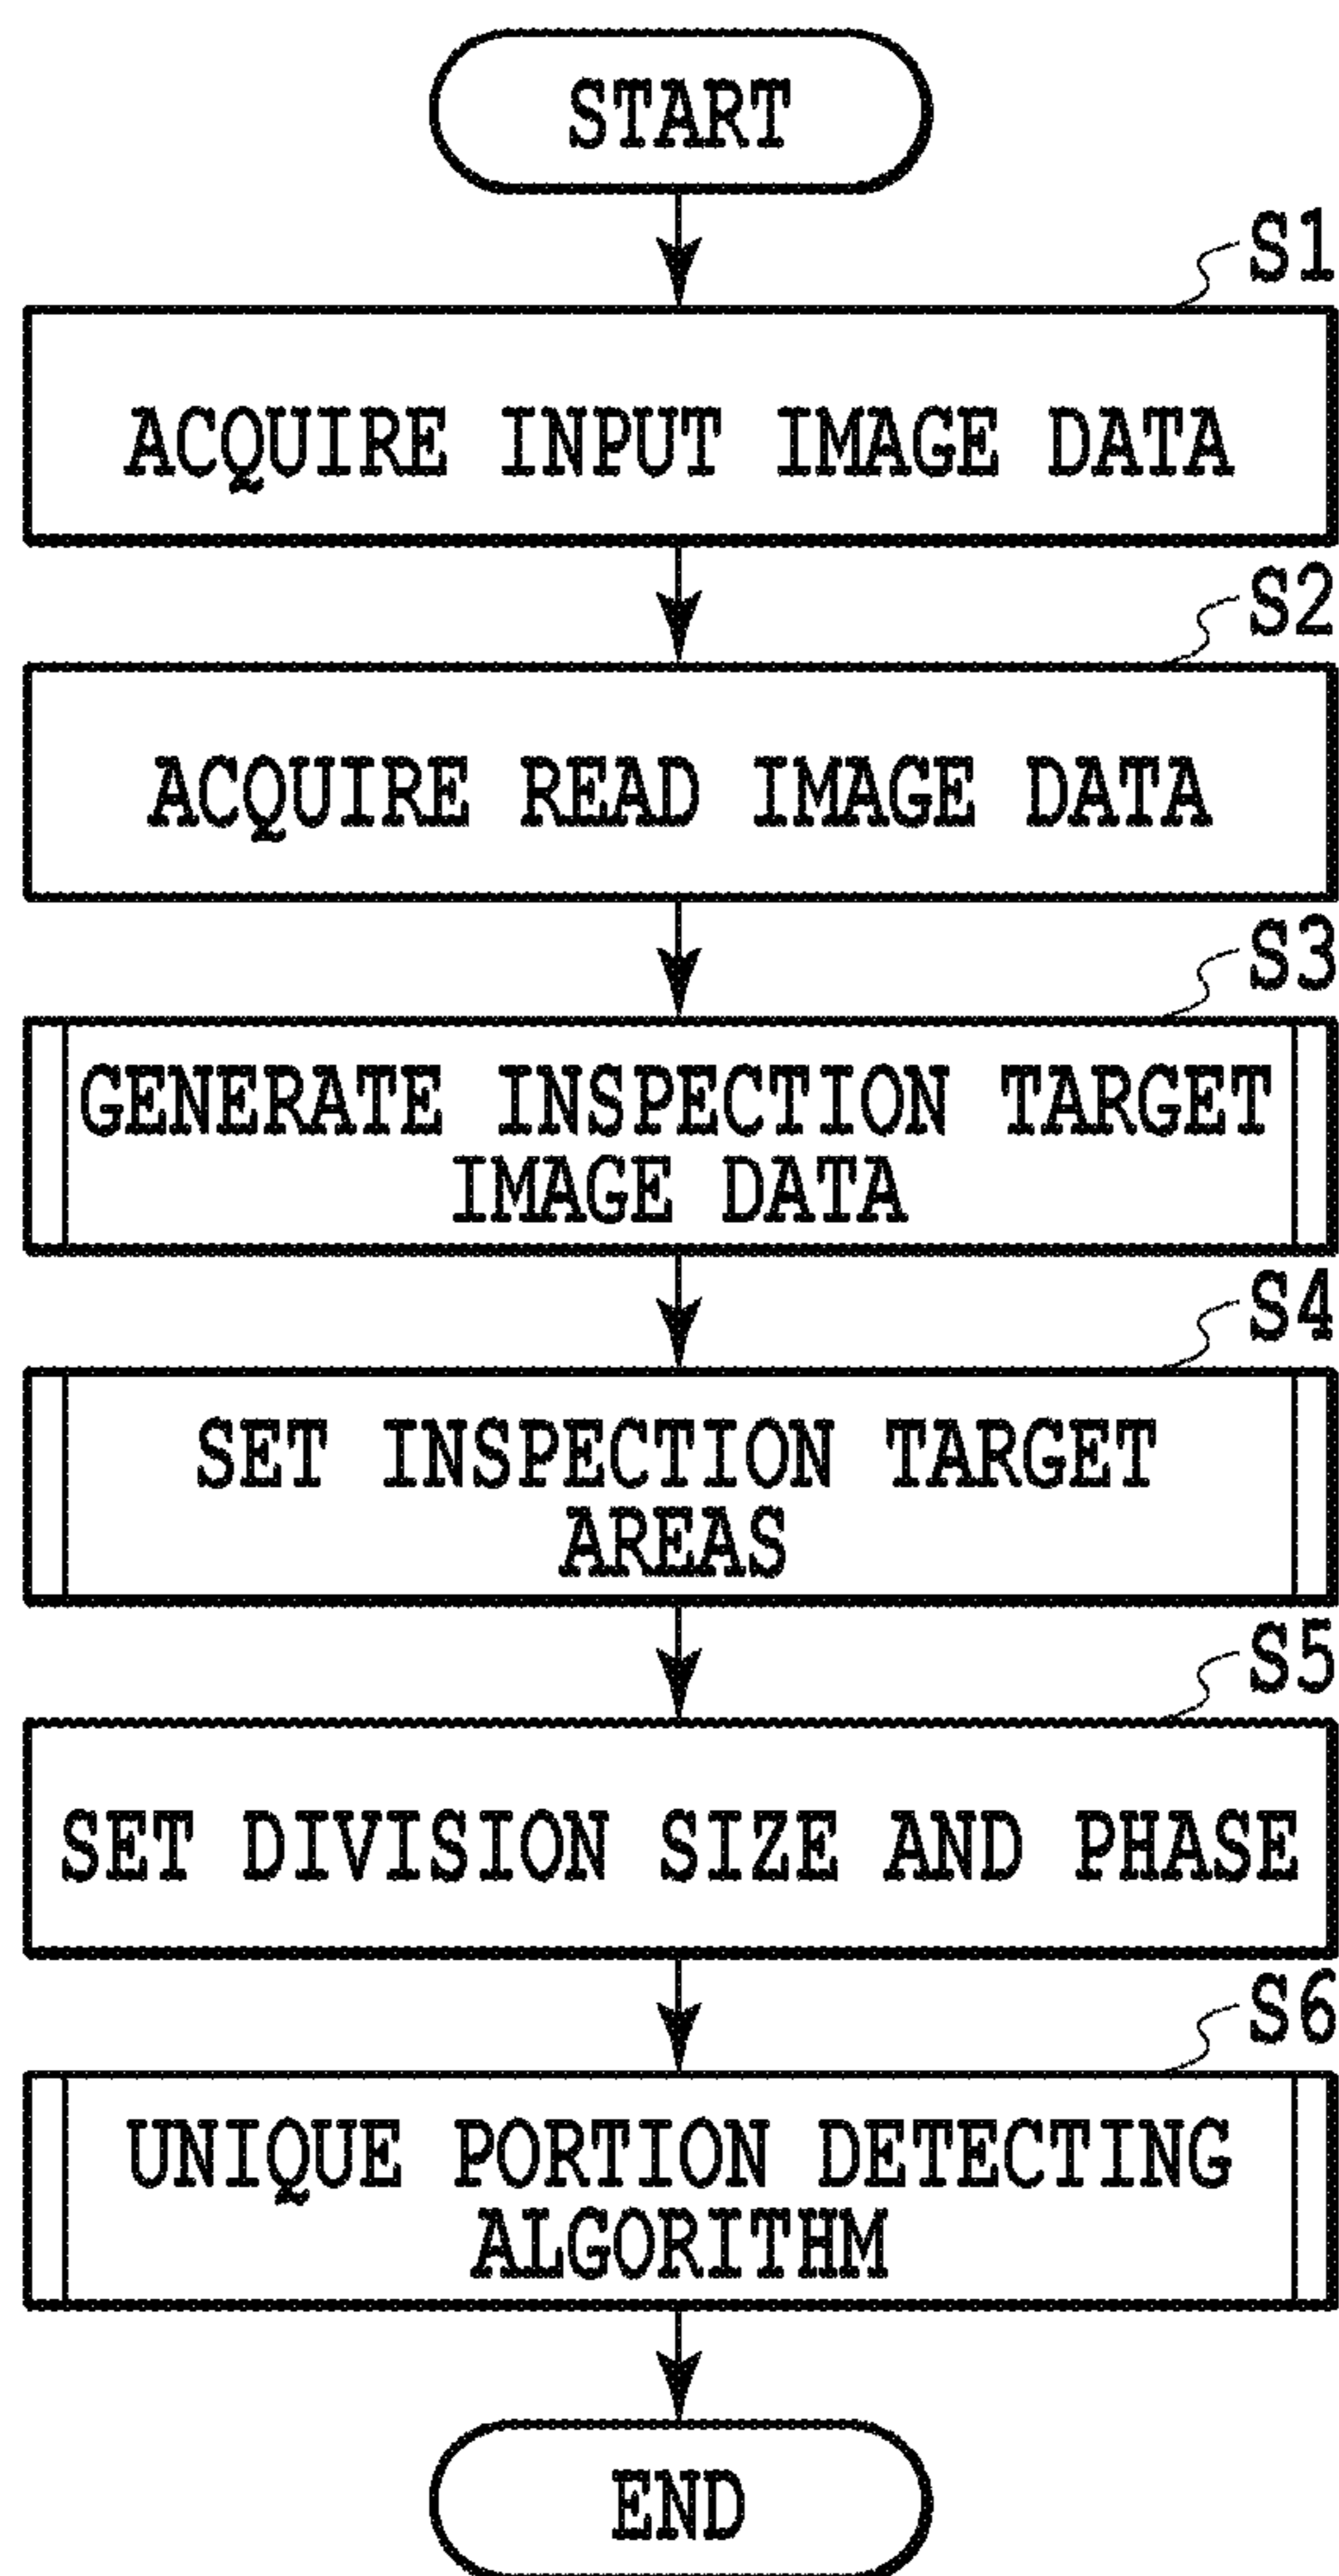 START
S1
ACQUIRE INPUT IMAGE DATA
S2
ACQUIRE READ IMAGE DATA
S3
GENERATE INSPECTION TARGET
IMAGE DATA
S4
SET INSPECTION TARGET
AREAS
S5
SET DIVISION SIZE AND PHASE
S6
UNIQUE PORTION DETECTING
ALGORITHM
END